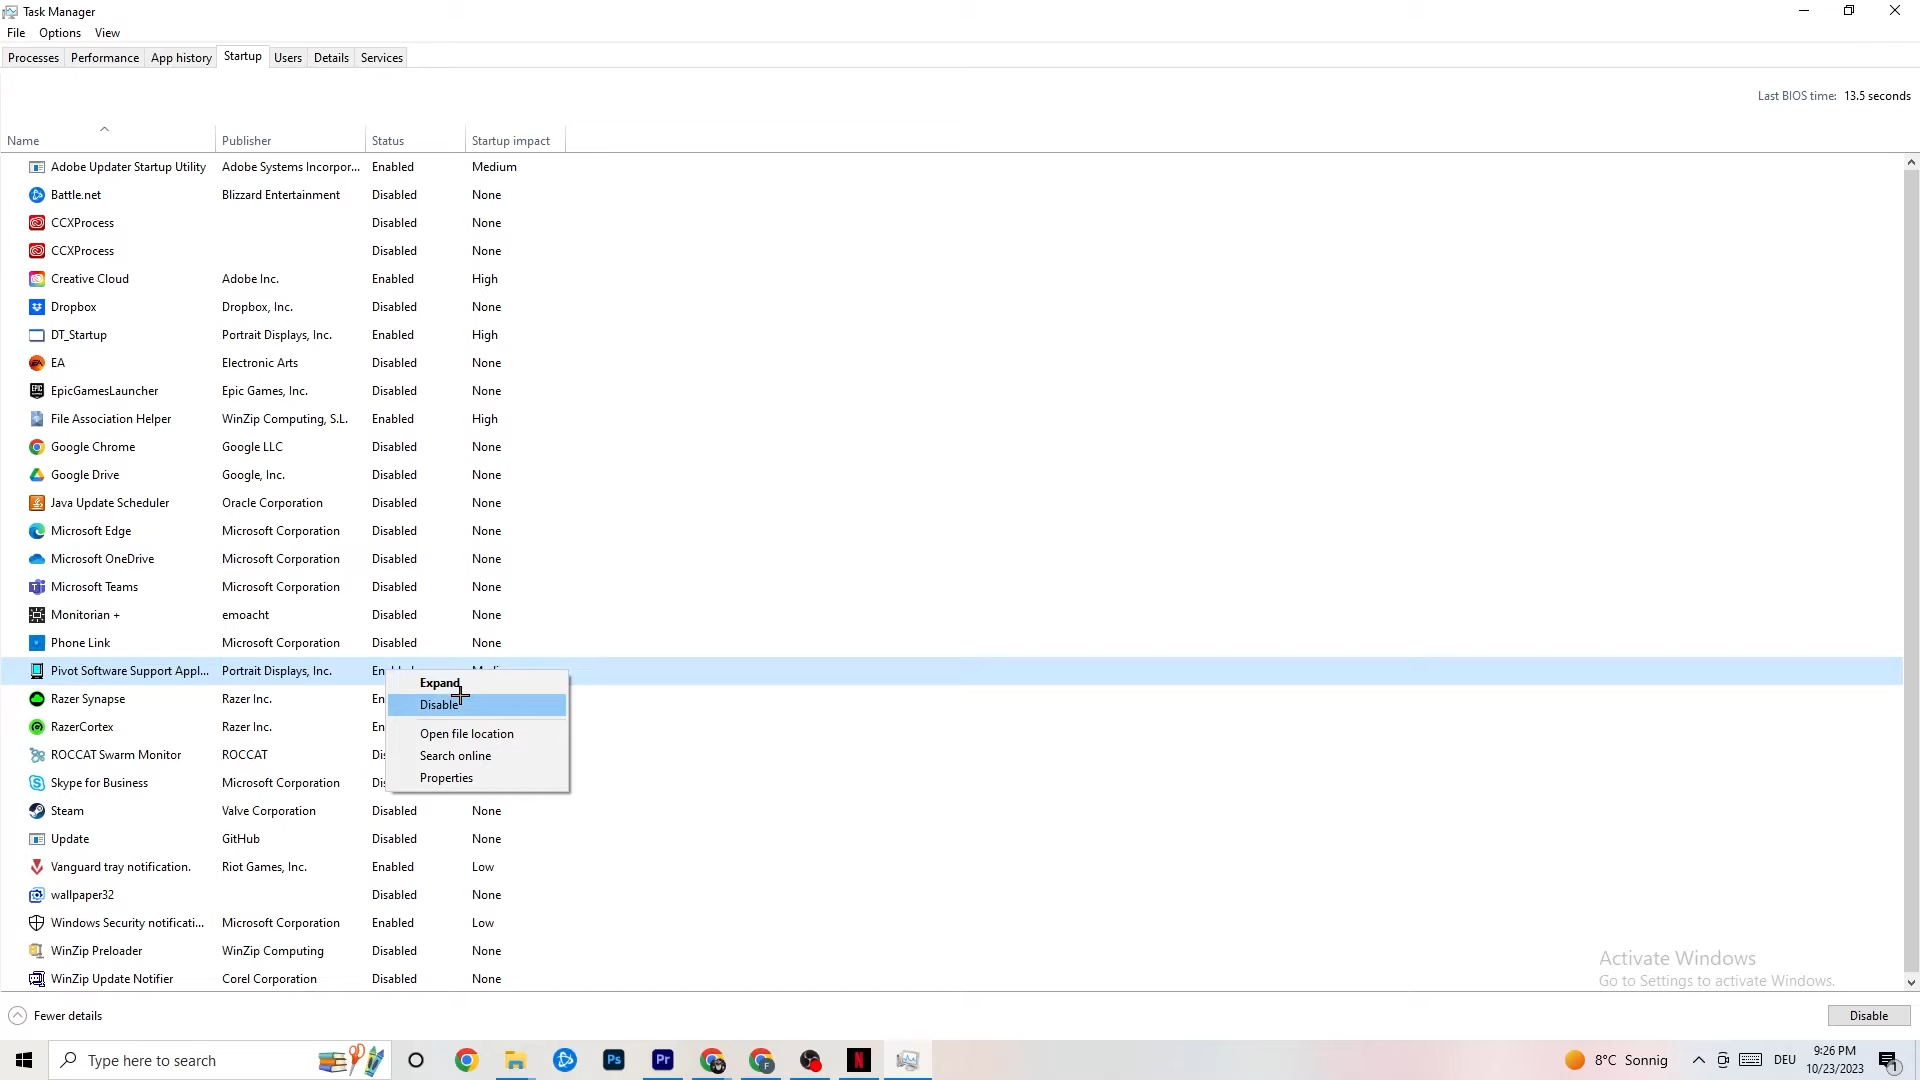 Task Manager
File Options View
Processes Performance App history Startup Users Details Services
Last BIOS time: 13.5 seconds
Name Publisher Status Startup impact
Adobe Updater Startup Utility Adobe Systems Incorpor... Enabled Medium
Battle.net Blizzard Entertainment Disabled None
CCXProcess Disabled None
CCXProcess Disabled None
Creative Cloud Adobe Inc. Enabled High
Dropbox Dropbox, Inc. Disabled None
DT_Startup Portrait Displays, Inc. Enabled High
EA Electronic Arts Disabled None
EpicGamesLauncher Epic Games, Inc. Disabled None
File Association Helper WinZip Computing, S.L. Enabled High
Google Chrome Google LLC Disabled None
Google Drive Google, Inc. Disabled None
Java Update Scheduler Oracle Corporation Disabled None
Microsoft Edge Microsoft Corporation Disabled None
Microsoft OneDrive Microsoft Corporation Disabled None
Microsoft Teams Microsoft Corporation Disabled None
Monitorian + emoacht Disabled None
Phone Link Microsoft Corporation Disabled None
Pivot Software Support Appl... Portrait Displays, Inc.
Expand
Razer Synapse Razer Inc. En
Disable
RazerCortex Razer Inc. En
Open file location
ROCCAT Swarm Monitor ROCCAT Dis
Search online
Skype for Business Microsoft Corporation Dis
Properties
Steam Valve Corporation Disabled None
Update GitHub Disabled None
Vanguard tray notification. Riot Games, Inc. Enabled Low
wallpaper32 Disabled None
Windows Security notificati... Microsoft Corporation Enabled Low
WinZip Preloader WinZip Computing Disabled None
WinZip Update Notifier Corel Corporation Disabled None
Activate Windows
Go to Settings to activate Windows.
Fewer details Disable
Type here to search Ps Pr F N 8°C Sonnig DEU 9:26 PM
10/23/2023 1